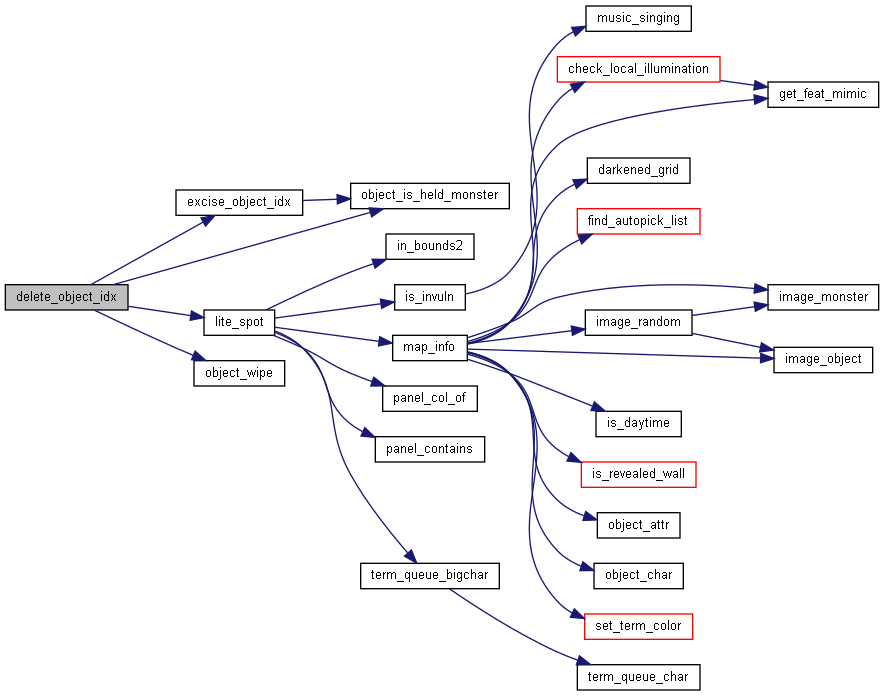 music_singing
check_local_illumination
get_feat_mimic
darkened_grid
object_is_held_monster
excise_object_idx
find_autopick_list
in_bounds2
delete_object_idx
is_invuln
image_monster
lite_spot
image_random
map_info
image_object
object_wipe
panel_col_of
is_daytime
panel_contains
is_revealed_wall
object_attr
term_queue_bigchar
object_char
set_term_color
term_queue_char